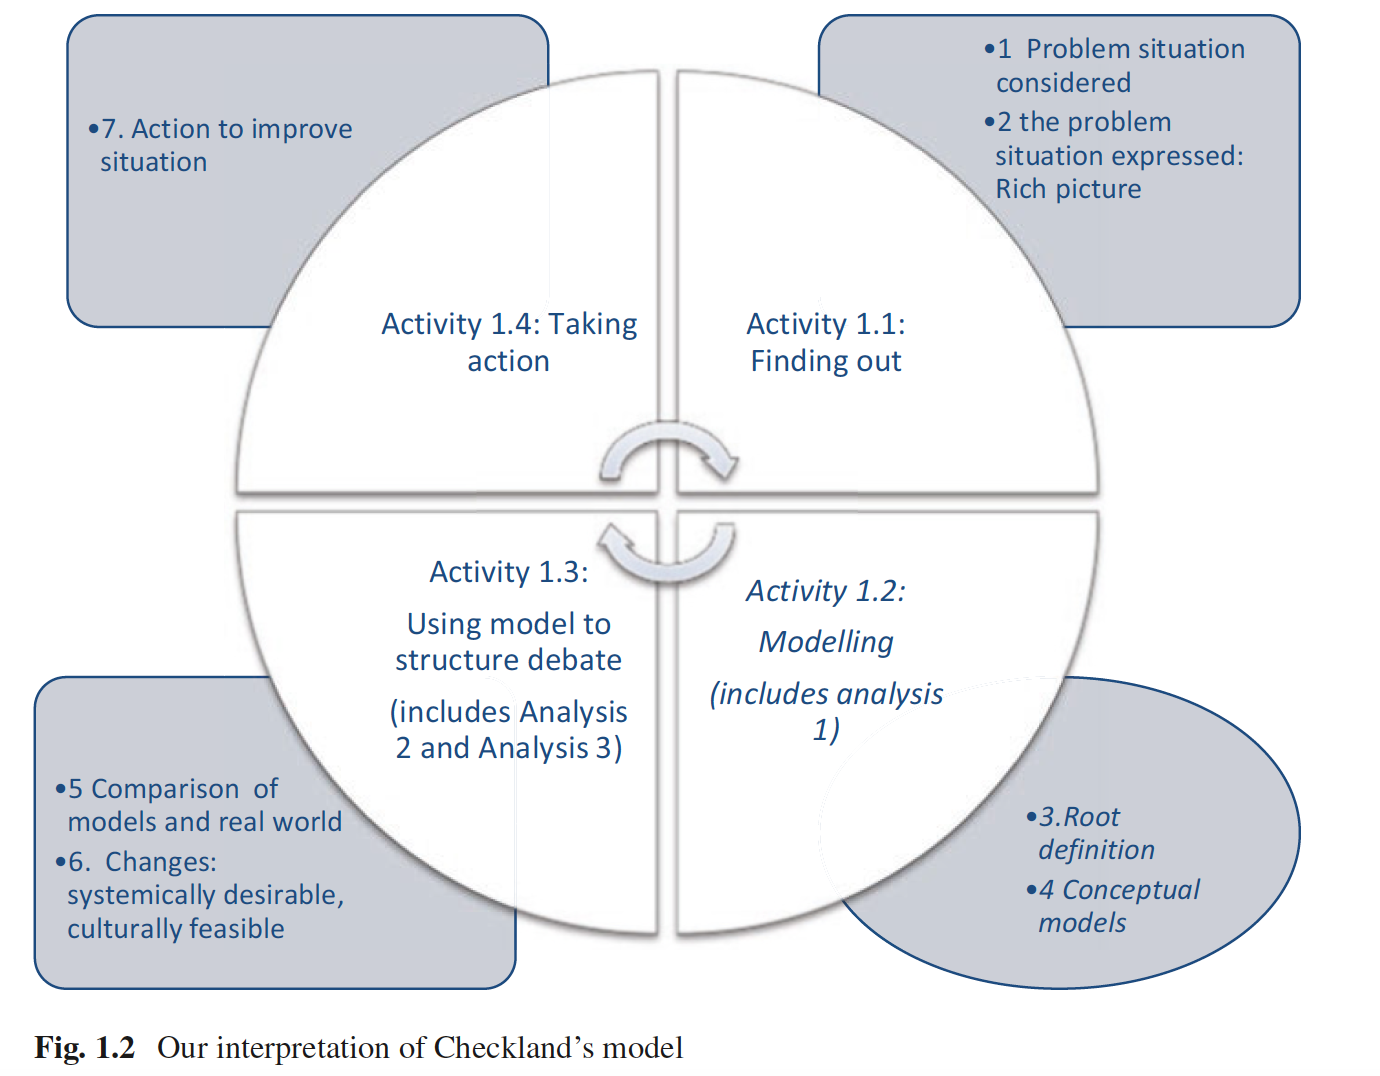 •7. Action to improve
situation
•1 Problem situation
considered
•2 the problem
situation expressed:
Rich picture
Activity 1.4: Taking
action
Activity 1.1:
Finding out
Activity 1.3:
Using model to
structure debate
(includes Analysis
2 and Analysis 3)
Activity 1.2:
Modelling
(includes analysis
1)
•5 Comparison of
models and real world
•6. Changes:
systemically desirable,
culturally feasible
•3.Root
definition
•4 Conceptual
models
Fig. 1.2 Our interpretation of Checkland’s model